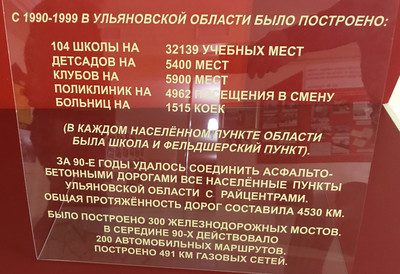 С 1990-1999 В УЛЬЯНОВСКОЙ ОБЛАСТИ БЫЛО ПОСТРОЕНО:
104 ШКОЛЫ НА 32139 УЧЕБНЫХ МЕСТ
ДЕТСАДОВ НА 5400 МЕСТ
КЛУБОВ НА 5900 МЕСТ
ПОЛИКЛИНИК НА 4962 ПОСЕЩЕНИЯ В СМЕНУ
БОЛЬНИЦ НА 1515 КОЕК
(В КАЖДОМ НАСЕЛЁННОМ ПУНКТЕ ОБЛАСТИ
БЫЛА ШКОЛА И ФЕЛЬДШЕРСКИЙ ПУНКТ).
ЗА 90-Е ГОДЫ УДАЛОСЬ СОЕДИНИТЬ АСФАЛЬТО-
БЕТОННЫМИ ДОРОГАМИ ВСЕ НАСЕЛЁННЫЕ ПУНКТЫ
УЛЬЯНОВСКОЙ ОБЛАСТИ С РАЙЦЕНТРАМИ.
ОБЩАЯ ПРОТЯЖЁННОСТЬ ДОРОГ СОСТАВИЛА 4530 КМ.
БЫЛО ПОСТРОЕНО 300 ЖЕЛЕЗНОДОРОЖНЫХ МОСТОВ.
В СЕРЕДИНЕ 90-Х ДЕЙСТВОВАЛО
200 АВТОМОБИЛЬНЫХ МАРШРУТОВ.
ПОСТРОЕНО 491 КМ ГАЗОВЫХ СЕТЕЙ.